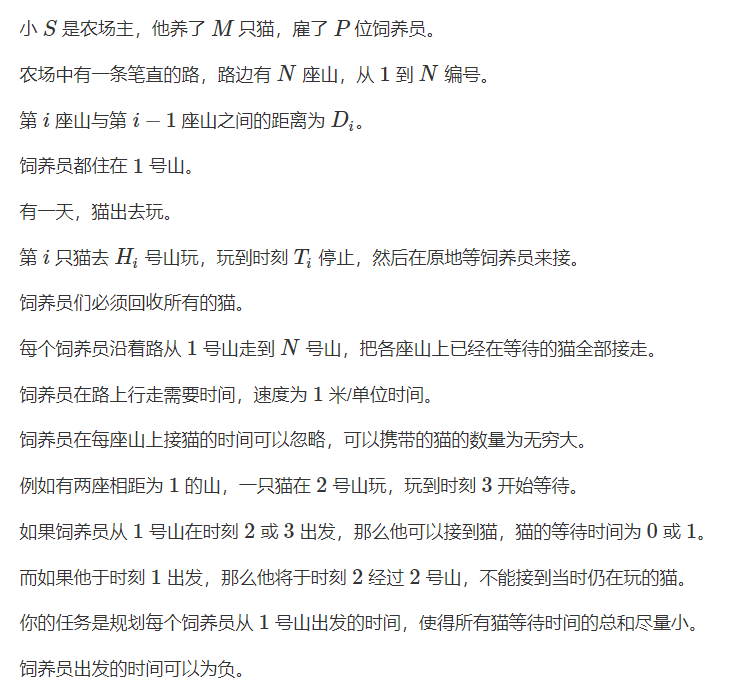 小 S 是农场主，他养了 M 只猫，雇了 P 位饲养员。
农场中有一条笔直的路，路边有 N 座山，从 1 到 N 编号。
第 i 座山与第 i − 1 座山之间的距离为 Dᵢ。
饲养员都住在 1 号山。
有一天，猫出去玩。
第 i 只猫去 Hᵢ 号山玩，玩到时刻 Tᵢ 停止，然后在原地等饲养员来接。
饲养员们必须回收所有的猫。
每个饲养员沿着路从 1 号山走到 N 号山，把各座山上已经在等待的猫全部接走。
饲养员在路上行走需要时间，速度为 1 米/单位时间。
饲养员在每座山上接猫的时间可以忽略，可以携带的猫的数量为无穷大。
例如有两座相距为 1 的山，一只猫在 2 号山玩，玩到时刻 3 开始等待。
如果饲养员从 1 号山在时刻 2 或 3 出发，那么他可以接到猫，猫的等待时间为 0 或 1。
而如果他于时刻 1 出发，那么他将于时刻 2 经过 2 号山，不能接到当时仍在玩的猫。
你的任务是规划每个饲养员从 1 号山出发的时间，使得所有猫等待时间的总和尽量小。
饲养员出发的时间可以为负。